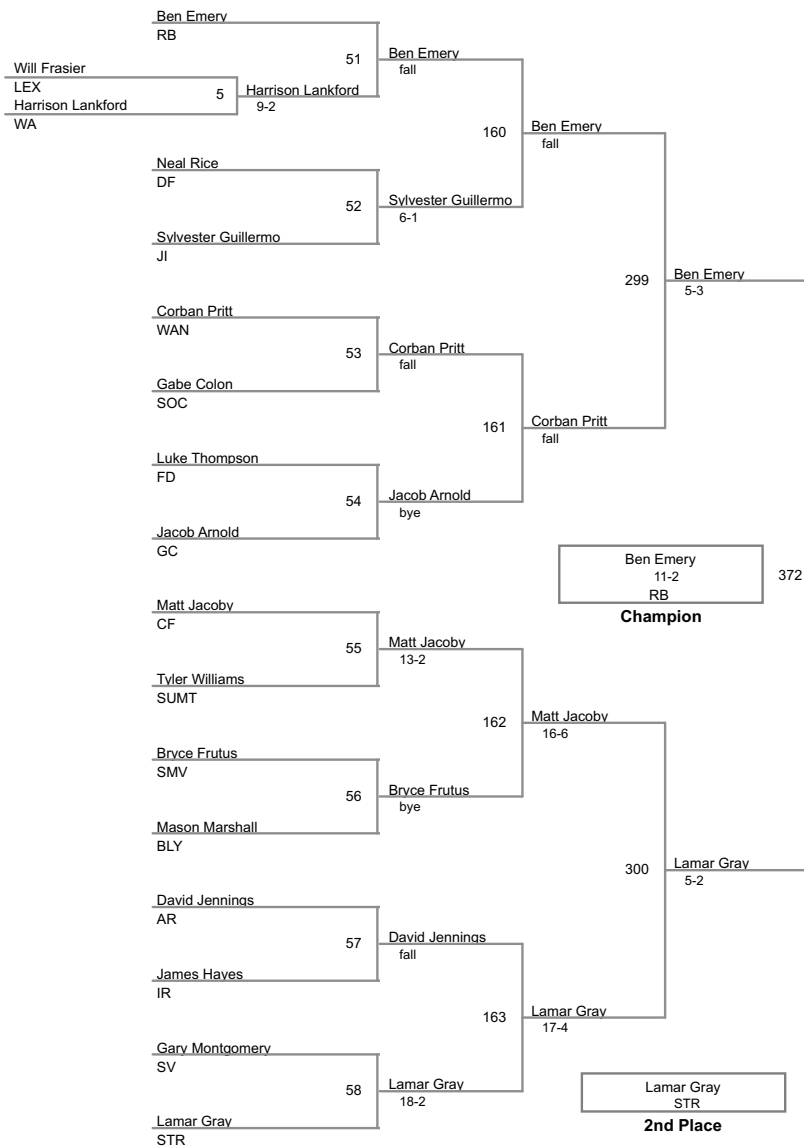 Ben Emery
RB
51
Ben Emery
fall
Will Frasier
LEX
5
Harrison Lankford
9-2
Harrison Lankford
WA
160
Ben Emery
fall
Neal Rice
DF
52
Sylvester Guillermo
6-1
Sylvester Guillermo
JI
299
Ben Emery
5-3
Corban Pritt
WAN
53
Corban Pritt
fall
Gabe Colon
SOC
161
Corban Pritt
fall
Luke Thompson
FD
54
Jacob Arnold
bye
Jacob Arnold
GC
Ben Emery
11-2
RB
372
Champion
Matt Jacoby
CF
55
Matt Jacoby
13-2
Tyler Williams
SUMT
162
Matt Jacoby
16-6
Bryce Frutus
SMV
56
Bryce Frutus
bye
Mason Marshall
BLY
300
Lamar Gray
5-2
David Jennings
AR
57
David Jennings
fall
James Hayes
IR
163
Lamar Gray
17-4
Gary Montgomery
SV
58
Lamar Gray
18-2
Lamar Gray
STR
Lamar Gray
STR
2nd Place